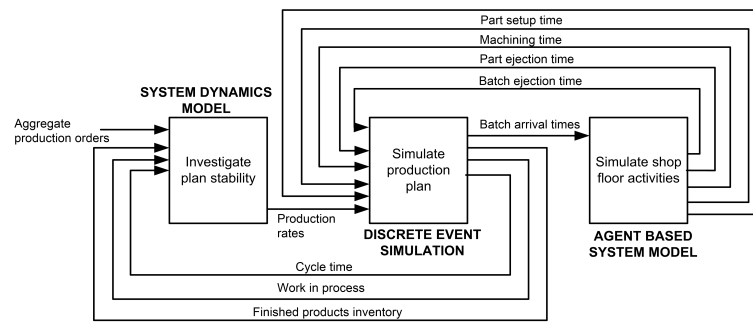 Part setup time
Machining time
Part ejection time
Batch ejection time
SYSTEM DYNAMICS
MODEL
Aggregate
production orders
Investigate
plan stability
Simulate
production
plan
Batch arrival times
Simulate shop
floor activities
Production
rates
DISCRETE EVENT
SIMULATION
AGENT BASED
SYSTEM MODEL
Cycle time
Work in process
Finished products inventory